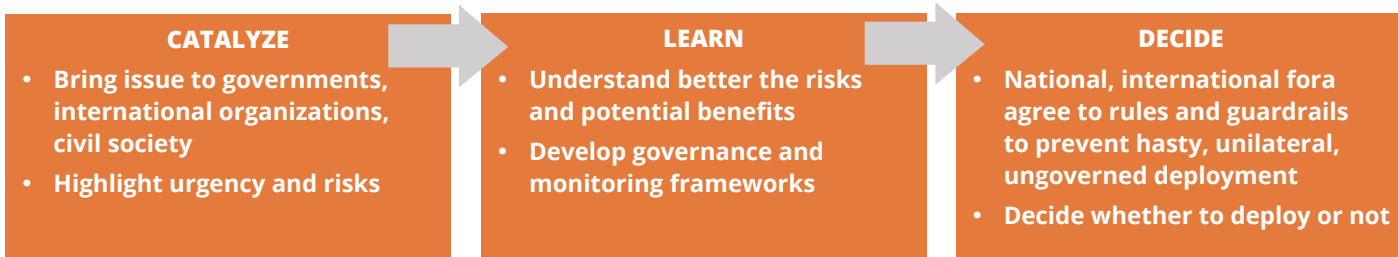 CATALYZE
• Bring issue to governments,
international organizations,
civil society
• Highlight urgency and risks
LEARN
• Understand better the risks
and potential benefits
• Develop governance and
monitoring frameworks
DECIDE
• National, international fora
agree to rules and guardrails
to prevent hasty, unilateral,
ungoverned deployment
• Decide whether to deploy or not